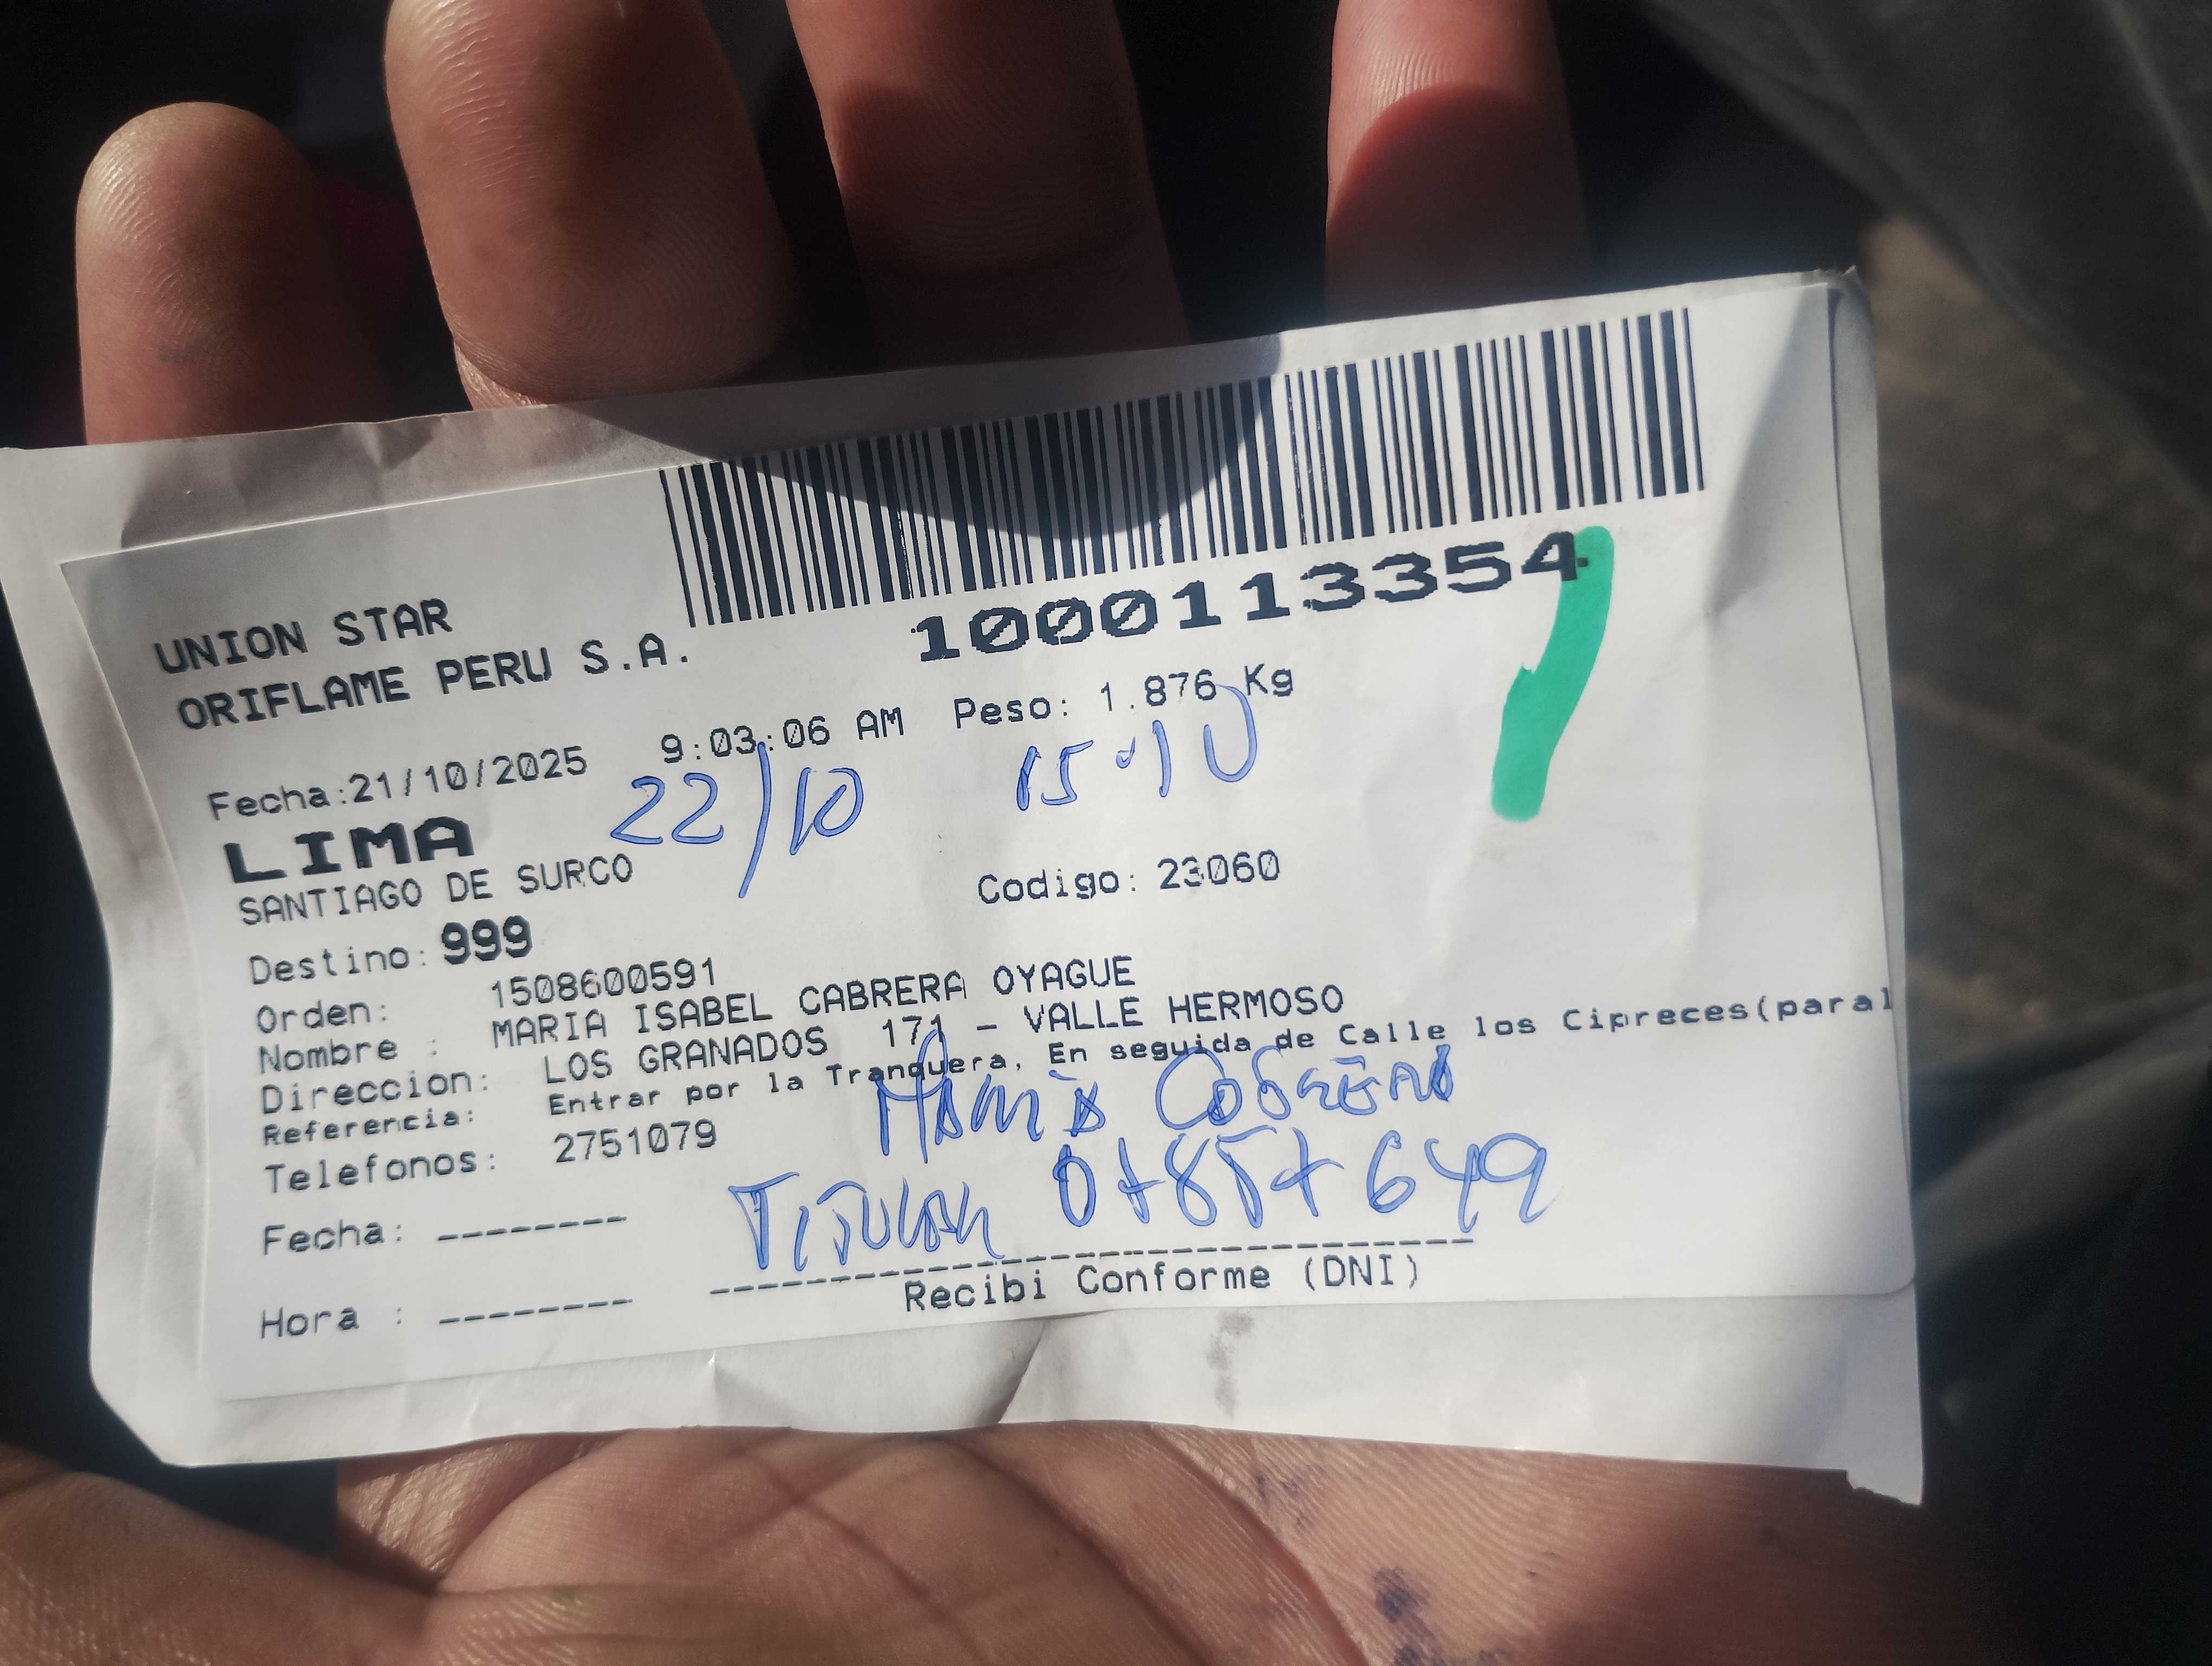 UNION STAR
ORIFLAME PERU S.A.
1000113354
Fecha:21/10/2025 9:03:06 AM Peso: 1.876 Kg
22/10 15:10
LIMA
SANTIAGO DE SURCO
Codigo: 23060
Destino: 999
Orden: 1508600591
Nombre : MARIA ISABEL CABRERA OYAGUE
Direccion: LOS GRANADOS 171 - VALLE HERMOSO
Referencia: Entrar por la Tranquera, En seguida de Calle los Cipreces(paral
Telefonos: 2751079
Maria
Titular 07857649
Fecha: --------
Hora : --------
Recibi Conforme (DNI)